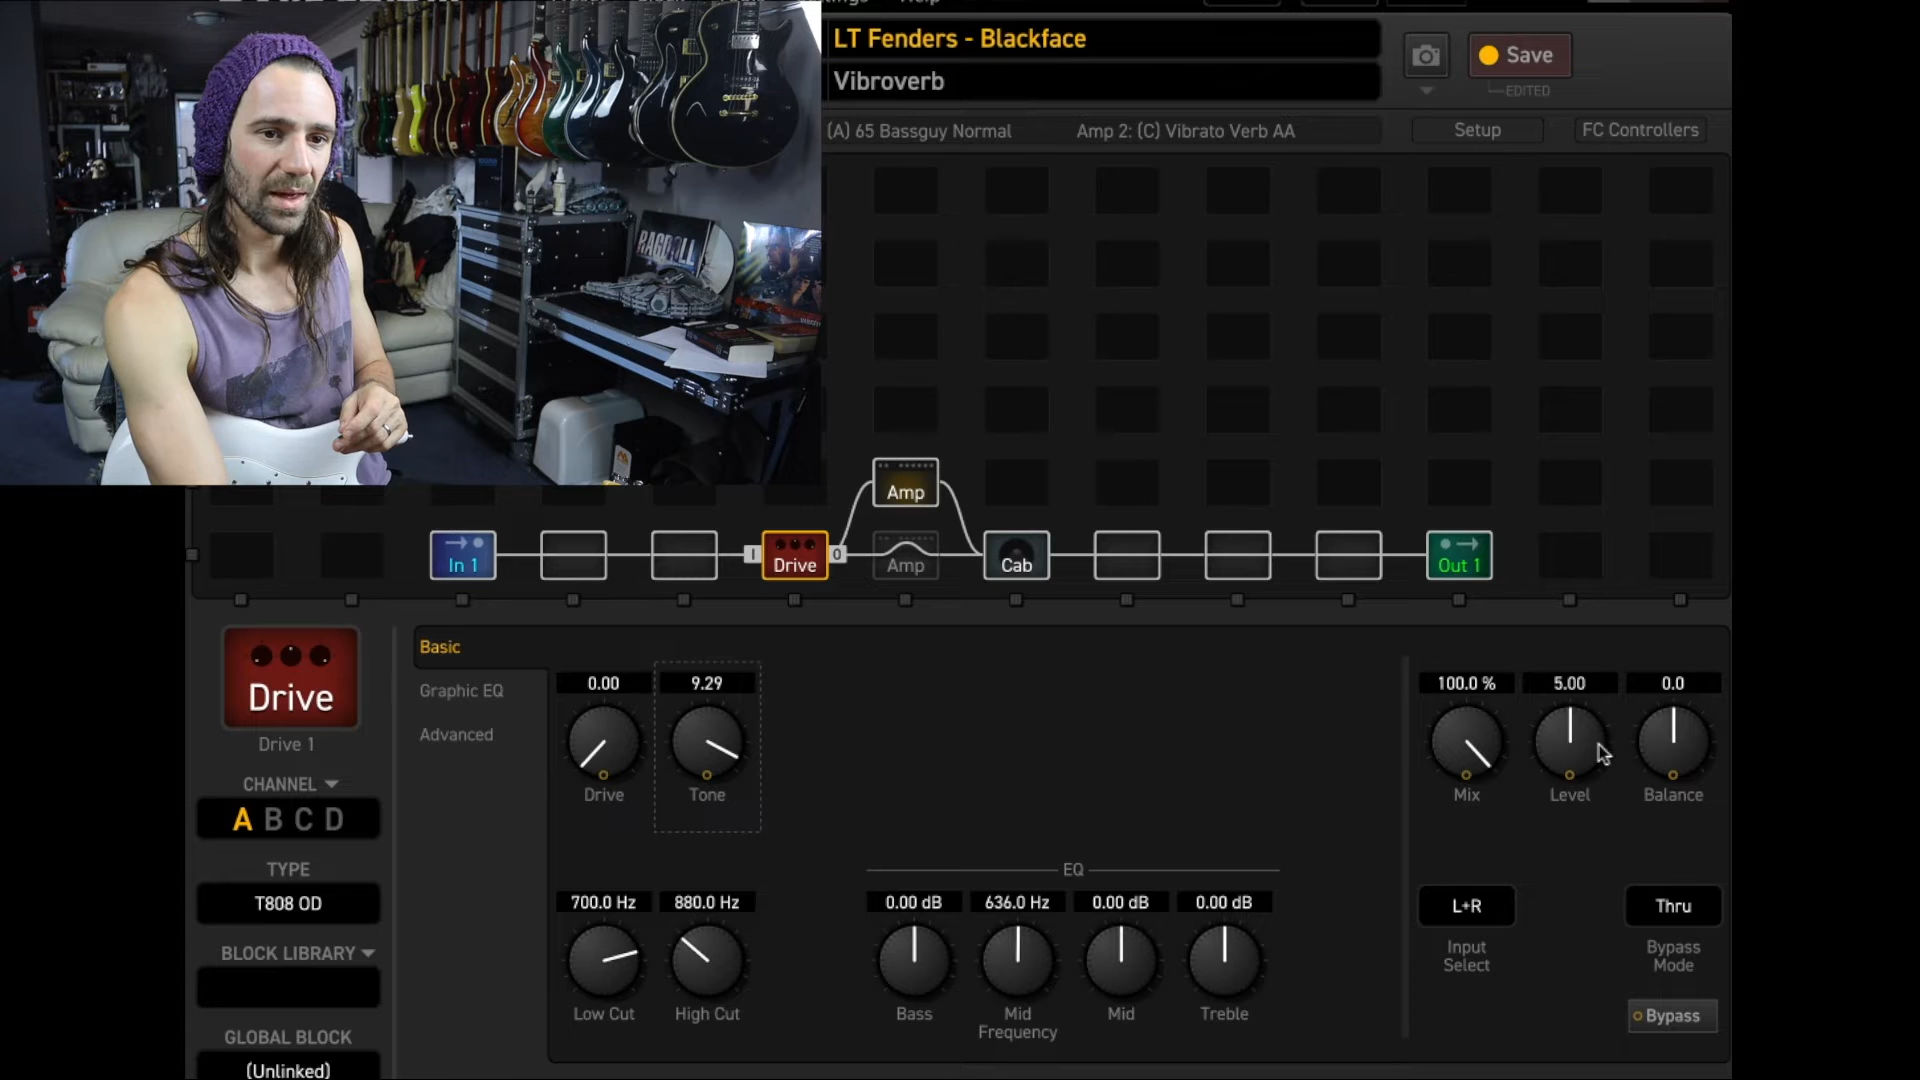 Help
LT Fenders - Blackface
Vibroverb
Save
EDITED
(A) 65 Bassguy Normal
Amp 2: (C) Vibrato Verb AA
Setup
FC Controllers
RAGDOLL
Amp
In 1
I
Drive
O
Amp
Cab
Out 1
Drive
Drive 1
CHANNEL
A B C D
TYPE
T808 OD
BLOCK LIBRARY
GLOBAL BLOCK
(Unlinked)
Basic
Graphic EQ
Advanced
0.00
9.29
Drive
Tone
100.0 %
5.00
0.0
Mix
Level
Balance
EQ
700.0 Hz
880.0 Hz
0.00 dB
636.0 Hz
0.00 dB
0.00 dB
Low Cut
High Cut
Bass
Mid
Frequency
Mid
Treble
L+R
Input
Select
Thru
Bypass
Mode
Bypass